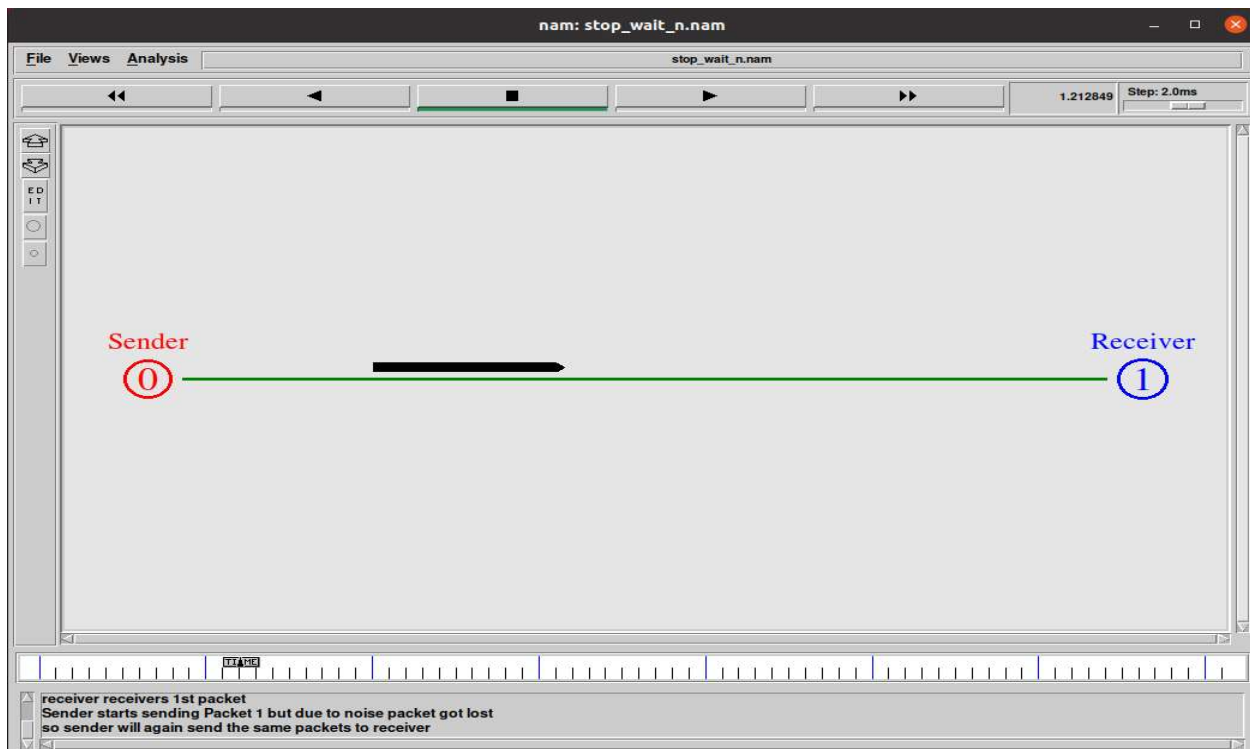 nam: stop_wait_n.nam
File Views Analysis stop_wait_n.nam
1.212849 Step: 2.0ms
ED
IT
Sender Receiver
0 1
TIME
receiver receivers 1st packet
Sender starts sending Packet 1 but due to noise packet got lost
so sender will again send the same packets to receiver